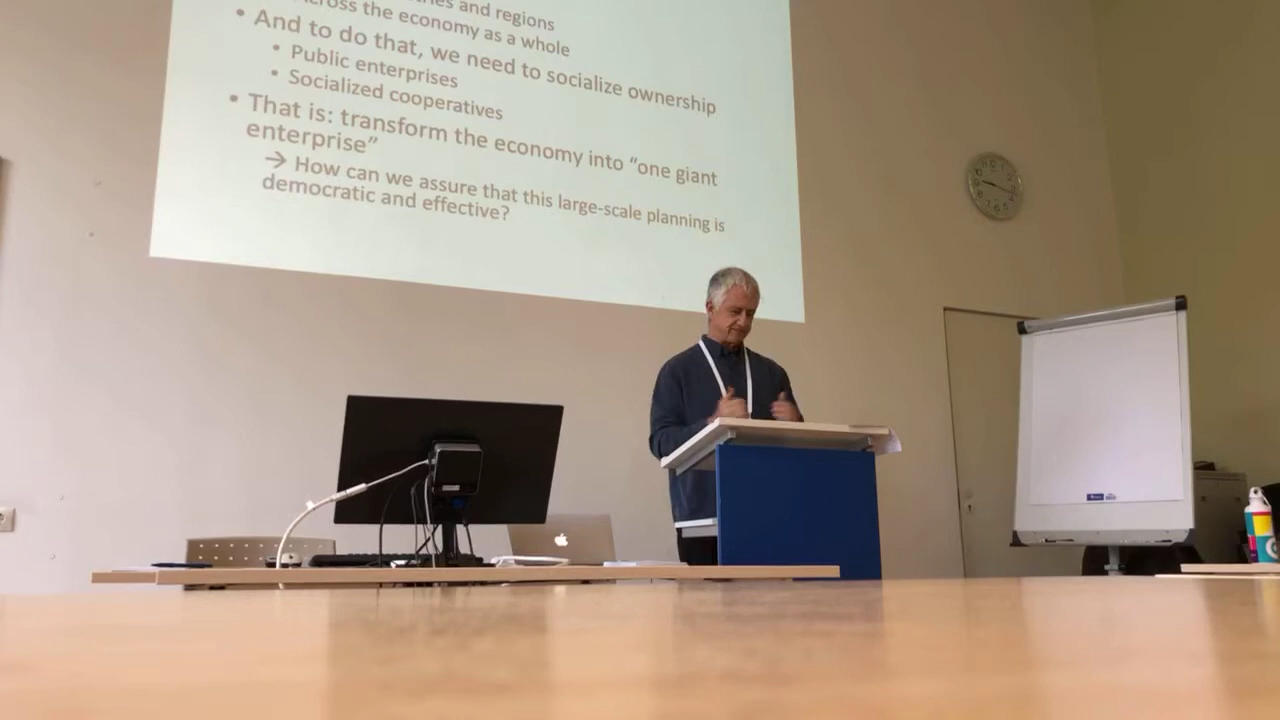 and regions
Across the economy as a whole
• And to do that, we need to socialize ownership
• Public enterprises
• Socialized cooperatives
• That is: transform the economy into “one giant
enterprise”
→ How can we assure that this large-scale planning is
democratic and effective?